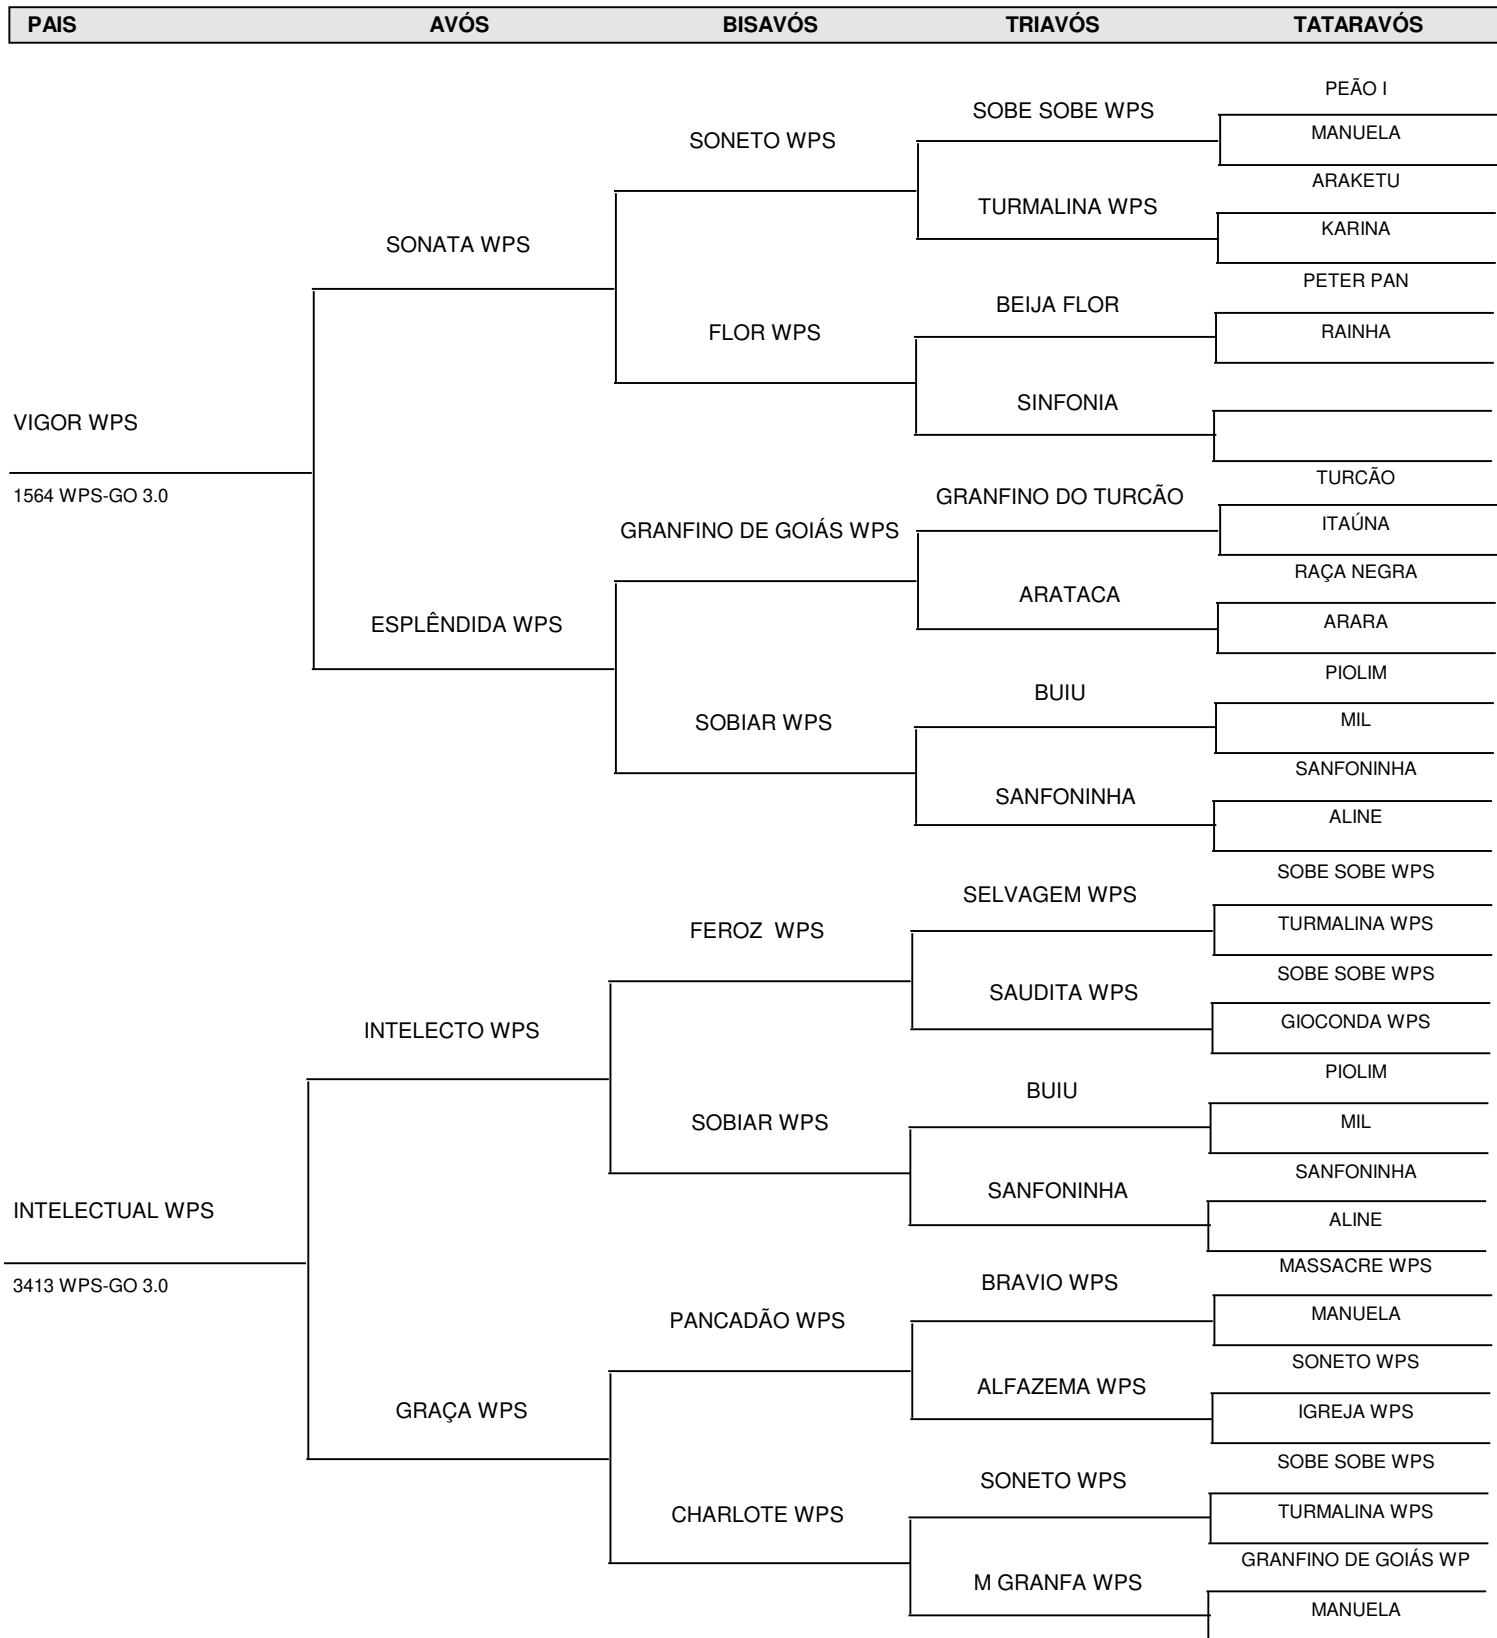 PAIS AVÓS BISAVÓS TRIAVÓS TATARAVÓS
PEÃO I
SOBE SOBE WPS
MANUELA
SONETO WPS
ARAKETU
TURMALINA WPS
KARINA
SONATA WPS
PETER PAN
BEIJA FLOR
RAINHA
FLOR WPS
SINFONIA
VIGOR WPS
1564 WPS-GO 3.0
TURCÃO
GRANFINO DO TURCÃO
ITAÚNA
GRANFINO DE GOIÁS WPS
RAÇA NEGRA
ARATACA
ARARA
ESPLÊNDIDA WPS
PIOLIM
BUIU
MIL
SOBIAR WPS
SANFONINHA
SANFONINHA
ALINE
SOBE SOBE WPS
SELVAGEM WPS
TURMALINA WPS
FEROZ  WPS
SOBE SOBE WPS
SAUDITA WPS
GIOCONDA WPS
INTELECTO WPS
PIOLIM
BUIU
MIL
SOBIAR WPS
SANFONINHA
SANFONINHA
ALINE
INTELECTUAL WPS
3413 WPS-GO 3.0
MASSACRE WPS
BRAVIO WPS
MANUELA
PANCADÃO WPS
SONETO WPS
ALFAZEMA WPS
IGREJA WPS
GRAÇA WPS
SOBE SOBE WPS
SONETO WPS
TURMALINA WPS
CHARLOTE WPS
GRANFINO DE GOIÁS WP
M GRANFA WPS
MANUELA